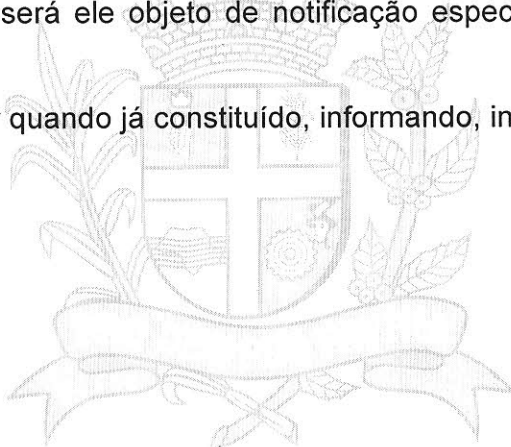 será ele objeto de notificação espec
quando já constituído, informando, in